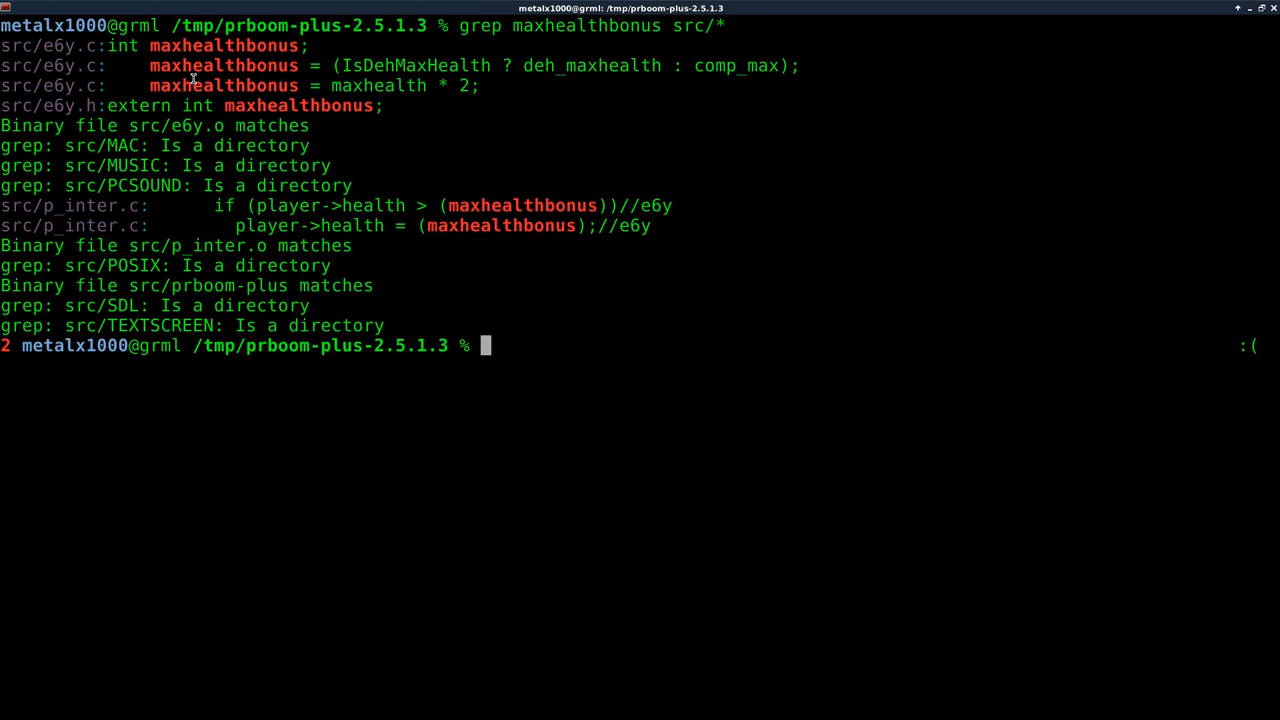 metalx1000@grml: /tmp/prboom-plus-2.5.1.3
metalx1000@grml /tmp/prboom-plus-2.5.1.3 % grep maxhealthbonus src/*
src/e6y.c:int maxhealthbonus;
src/e6y.c:    maxhealthbonus = (IsDehMaxHealth ? deh_maxhealth : comp_max);
src/e6y.c:    maxhealthbonus = maxhealth * 2;
src/e6y.h:extern int maxhealthbonus;
Binary file src/e6y.o matches
grep: src/MAC: Is a directory
grep: src/MUSIC: Is a directory
grep: src/PCSOUND: Is a directory
src/p_inter.c:      if (player->health > (maxhealthbonus))//e6y
src/p_inter.c:        player->health = (maxhealthbonus);//e6y
Binary file src/p_inter.o matches
grep: src/POSIX: Is a directory
Binary file src/prboom-plus matches
grep: src/SDL: Is a directory
grep: src/TEXTSCREEN: Is a directory
2 metalx1000@grml /tmp/prboom-plus-2.5.1.3 % :(